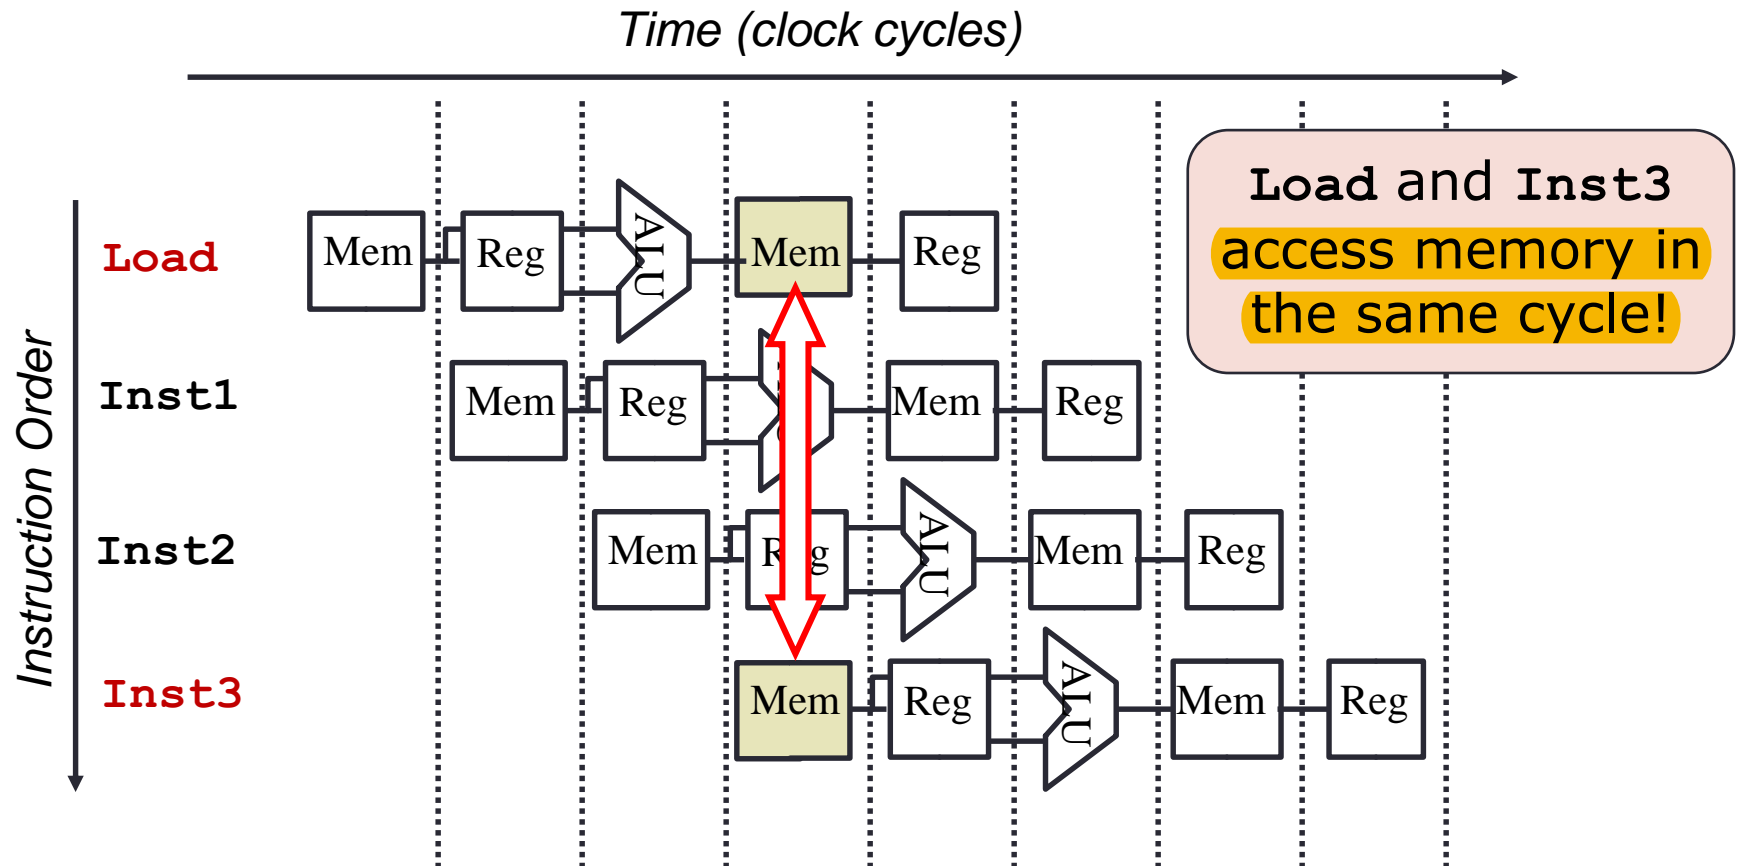 Time (clock cycles)
Load and Inst3
access memory in
the same cycle!
Instruction Order
Load
Mem Reg ALU Mem Reg
Inst1
Mem Reg Mem Reg
Inst2
Mem Reg ALU Mem Reg
Inst3
Mem Reg ALU Mem Reg